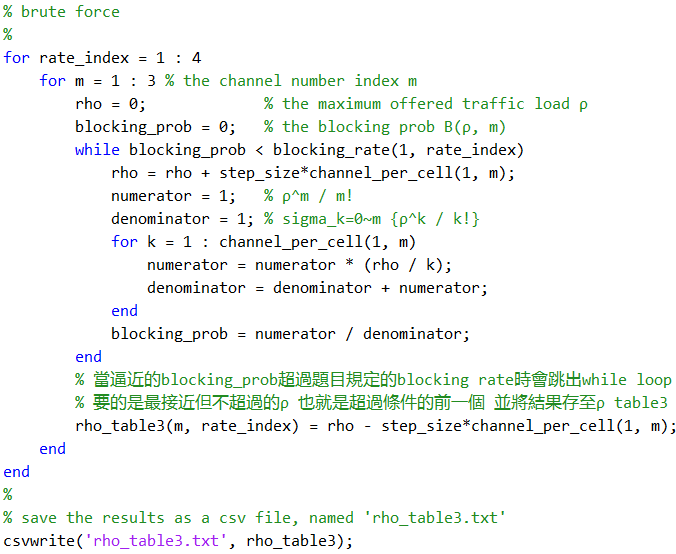 % brute force
%
for rate_index = 1 : 4
    for m = 1 : 3 % the channel number index m
        rho = 0;             % the maximum offered traffic load ρ
        blocking_prob = 0;   % the blocking prob B(ρ, m)
        while blocking_prob < blocking_rate(1, rate_index)
            rho = rho + step_size*channel_per_cell(1, m);
            numerator = 1;   % ρ^m / m!
            denominator = 1; % sigma_k=0~m {ρ^k / k!}
            for k = 1 : channel_per_cell(1, m)
                numerator = numerator * (rho / k);
                denominator = denominator + numerator;
            end
            blocking_prob = numerator / denominator;
        end
        % 當逼近的blocking_prob超過題目規定的blocking rate時會跳出while loop
        % 要的是最接近但不超過的ρ 也就是超過條件的前一個 並將結果存至ρ table3
        rho_table3(m, rate_index) = rho - step_size*channel_per_cell(1, m);
    end
end
%
% save the results as a csv file, named 'rho_table3.txt'
csvwrite('rho_table3.txt', rho_table3);